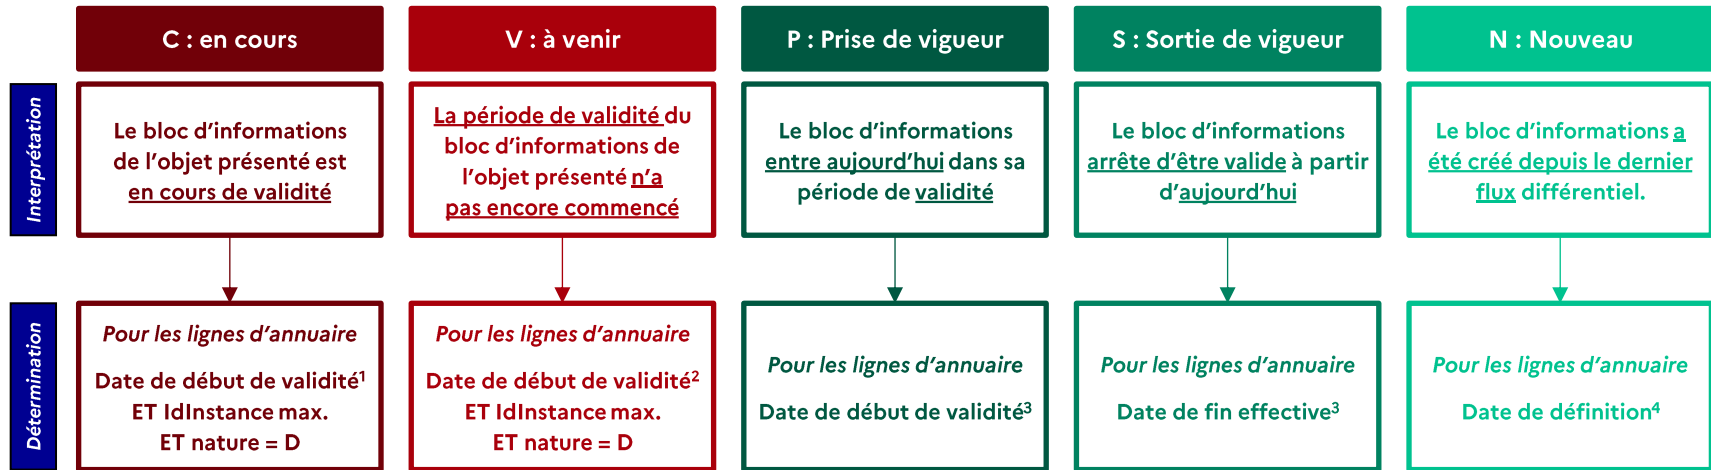 C : en cours
V : à venir
P : Prise de vigueur
S : Sortie de vigueur
N : Nouveau
Interprétation
Le bloc d’informations
de l’objet présenté est
en cours de validité
La période de validité du
bloc d’informations de
l’objet présenté n’a
pas encore commencé
Le bloc d’informations
entre aujourd’hui dans sa
période de validité
Le bloc d’informations
arrête d’être valide à partir
d’aujourd’hui
Le bloc d’informations a
été créé depuis le dernier
flux différentiel.
Détermination
Pour les lignes d’annuaire
Date de début de validité¹
ET IdInstance max.
ET nature = D
Pour les lignes d’annuaire
Date de début de validité²
ET IdInstance max.
ET nature = D
Pour les lignes d’annuaire
Date de début de validité³
Pour les lignes d’annuaire
Date de fin effective³
Pour les lignes d’annuaire
Date de définition⁴